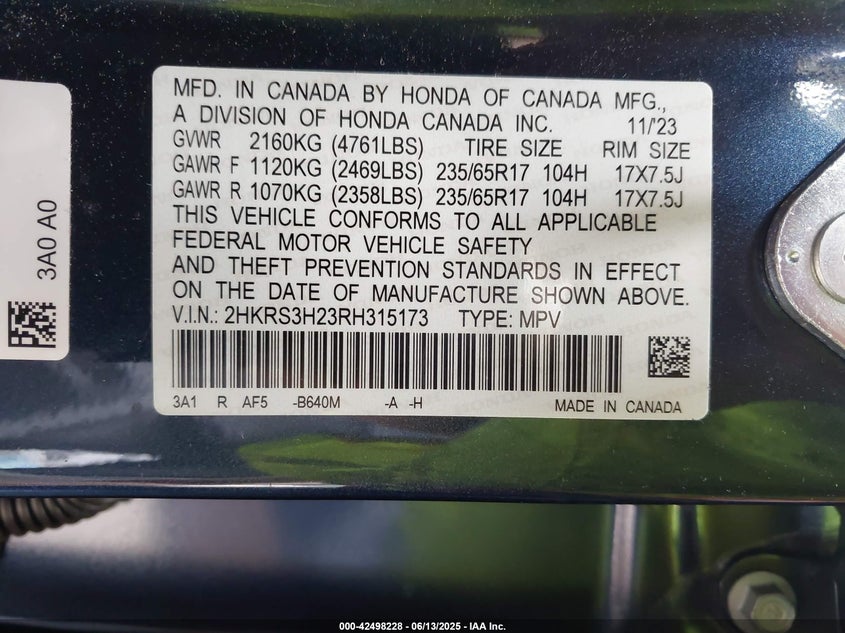 MFD. IN CANADA BY HONDA OF CANADA MFG.,
A DIVISION OF HONDA CANADA INC. 11/'23
GVWR 2160KG (4761LBS) TIRE SIZE RIM SIZE
GAWR F 1120KG (2469LBS) 235/65R17 104H 17X7.5J
GAWR R 1070KG (2358LBS) 235/65R17 104H 17X7.5J
THIS VEHICLE CONFORMS TO ALL APPLICABLE
FEDERAL MOTOR VEHICLE SAFETY
AND THEFT PREVENTION STANDARDS IN EFFECT
ON THE DATE OF MANUFACTURE SHOWN ABOVE.
V.I.N.: 2HKRS3H23RH315173 TYPE: MPV
3A1 R AF5 -B640M -A -H MADE IN CANADA
3A0 A0
000-42498228 - 06/13/2025 - IAA Inc.